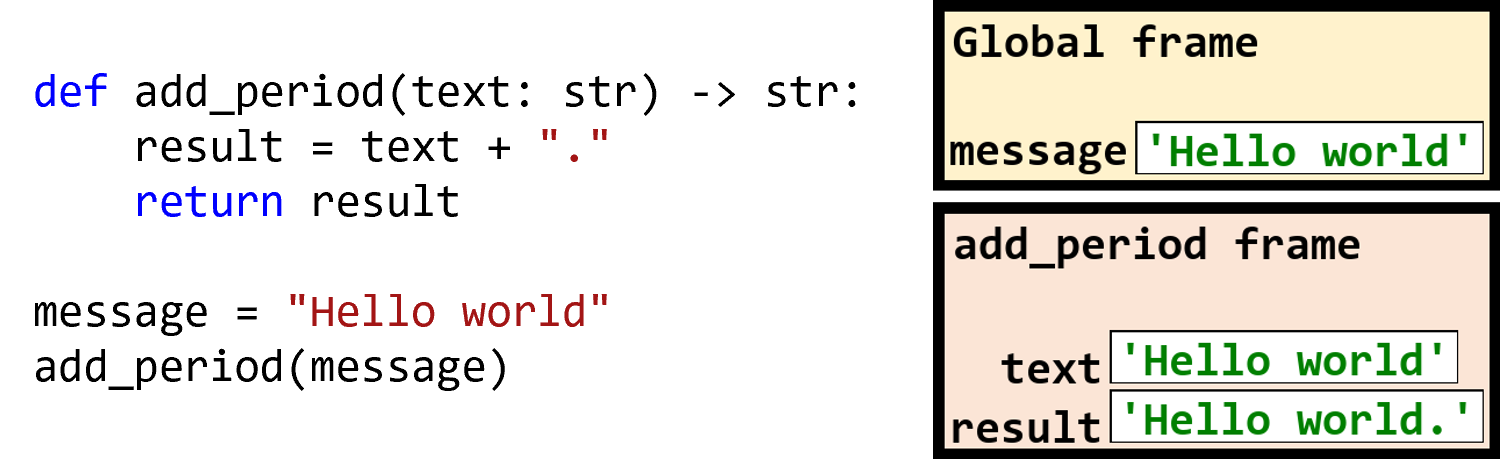 def add_period(text: str) -> str:
    result = text + "."
    return result
message = "Hello world"
add_period(message)
Global frame
message 'Hello world'
add_period frame
text 'Hello world'
result 'Hello world.'